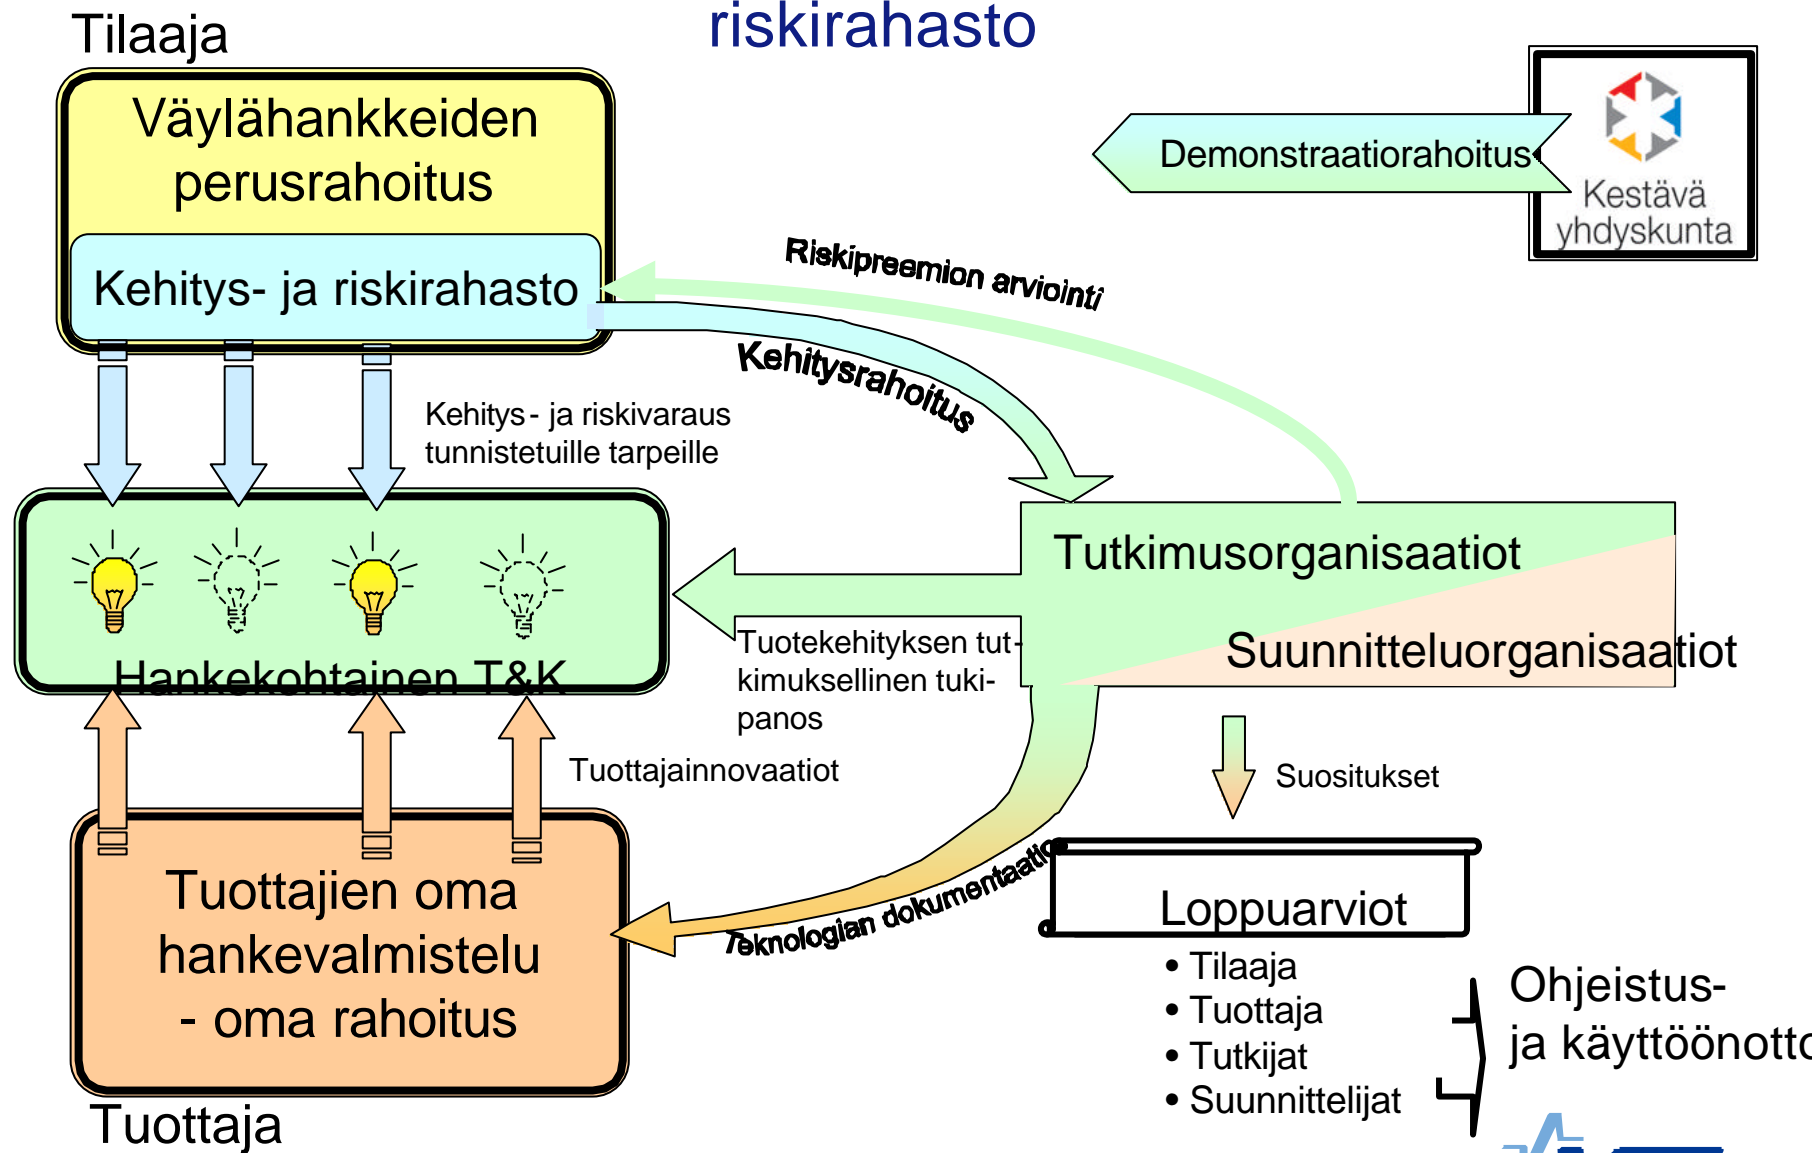 riskirahasto
Tilaaja
Väylähankkeiden
perusrahoitus
Kehitys- ja riskirahasto
Demonstraatiorahoitus
Kestävä
yhdyskunta
Riskipreemion arviointi
Kehitysrahoitus
Kehitys- ja riskivaraus
tunnistetuille tarpeille
Tutkimusorganisaatiot
Suunnitteluorganisaatiot
Hankekohtainen T&K
Tuotekehityksen tut-
kimuksellinen tuki-
panos
Tuottajainnovaatiot
Suositukset
Teknologian dokumentaatio
Tuottajien oma
hankevalmistelu
- oma rahoitus
Tuottaja
Loppuarviot
• Tilaaja
• Tuottaja
• Tutkijat
• Suunnittelijat
Ohjeistus-
ja käyttöönotto